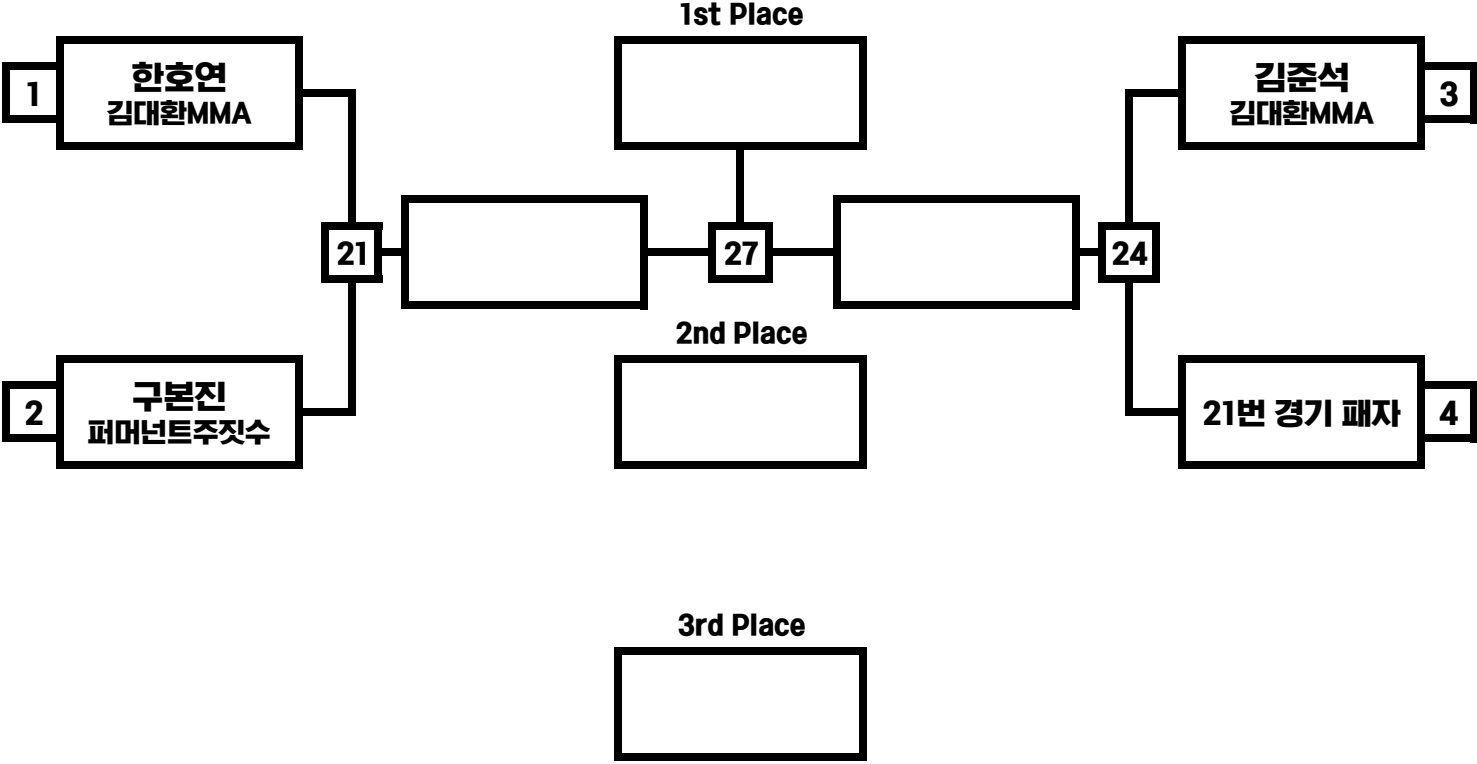 1st Place
1
한호연
김대환MMA
김준석
김대환MMA
3
21
27
24
2nd Place
2
구본진
퍼머넌트주짓수
21번 경기 패자
4
3rd Place